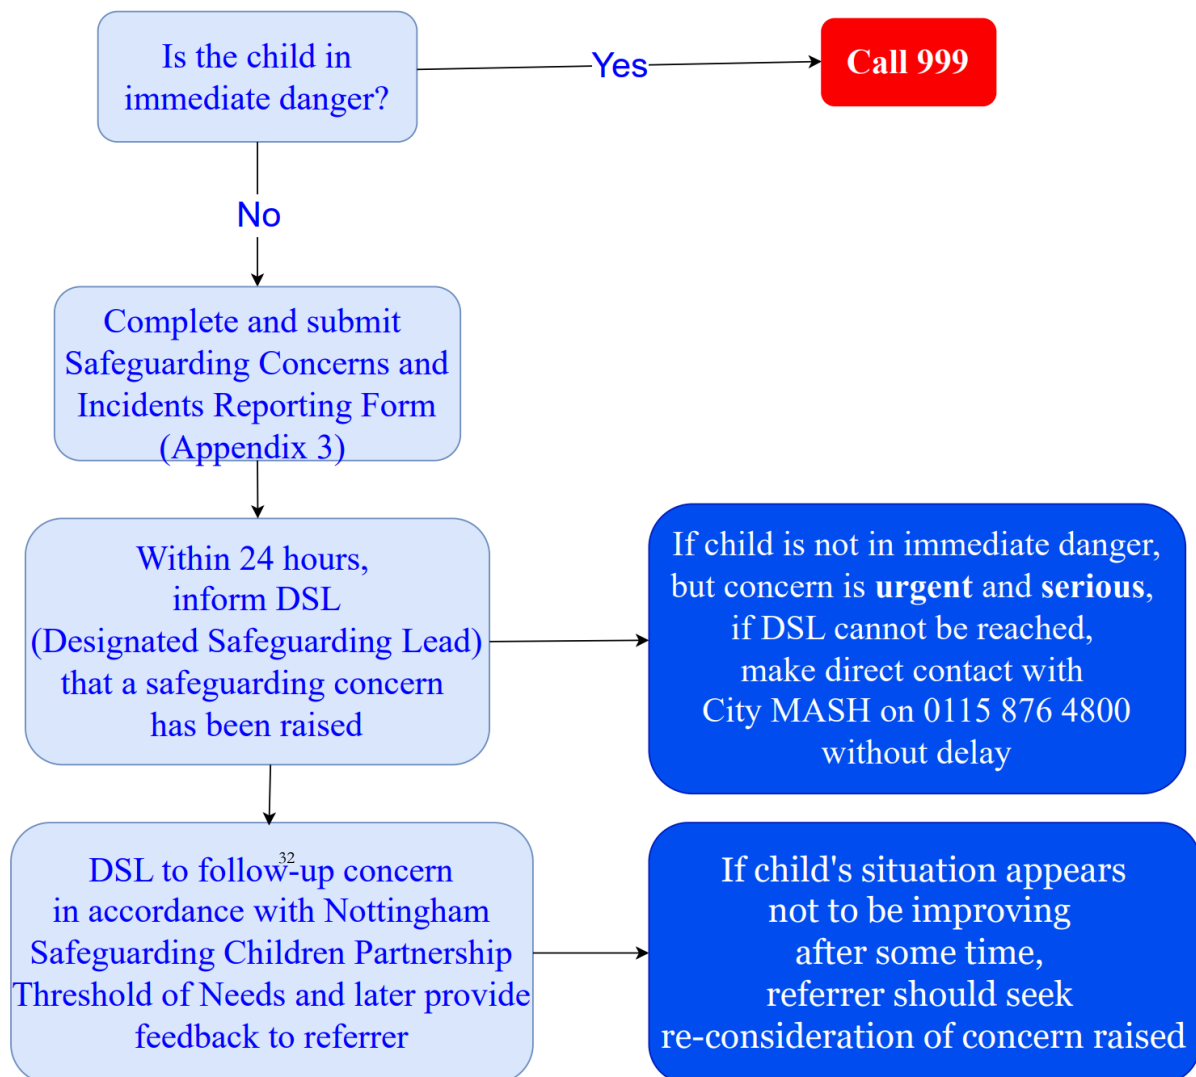 Is the child in
immediate danger?
Yes
Call 999
No
Complete and submit
Safeguarding Concerns and
Incidents Reporting Form
(Appendix 3)
Within 24 hours,
inform DSL
(Designated Safeguarding Lead)
that a safeguarding concern
has been raised
If child is not in immediate danger,
but concern is urgent and serious,
if DSL cannot be reached,
make direct contact with
City MASH on 0115 876 4800
without delay
32
DSL to follow-up concern
in accordance with Nottingham
Safeguarding Children Partnership
Threshold of Needs and later provide
feedback to referrer
If child's situation appears
not to be improving
after some time,
referrer should seek
re-consideration of concern raised